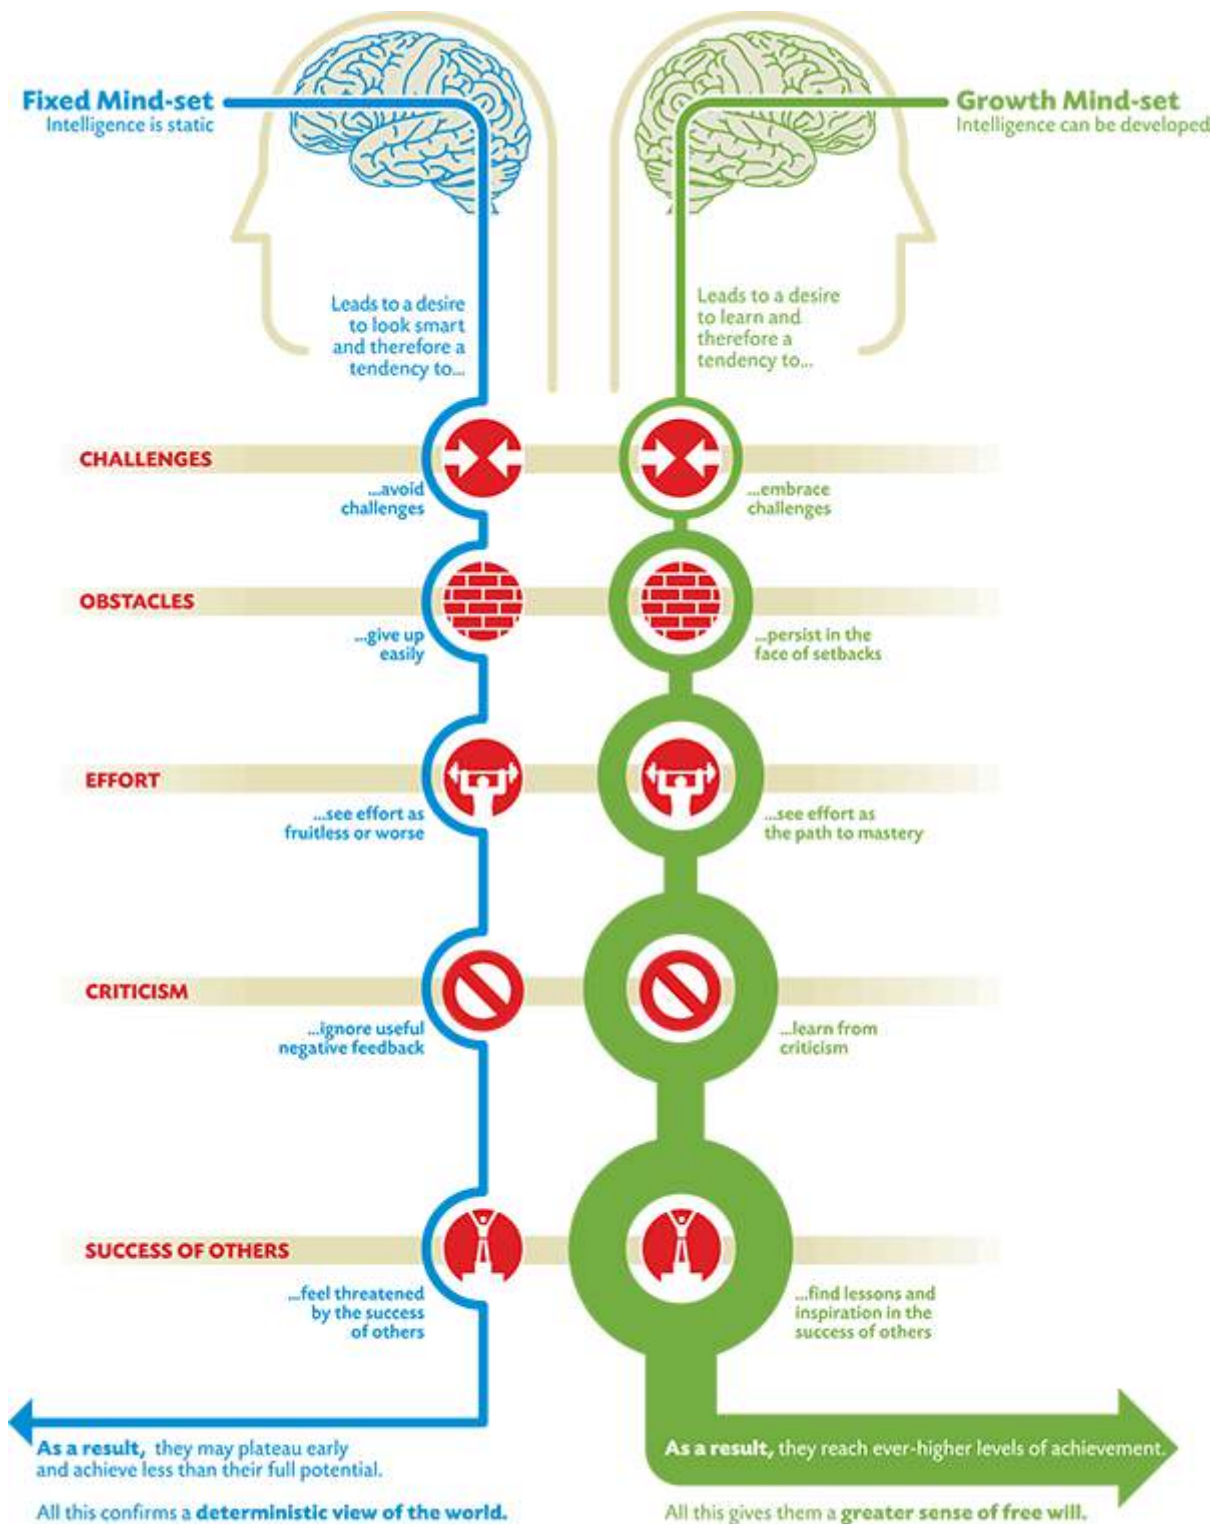 Fixed Mind-set
Intelligence is static
Growth Mind-set
Intelligence can be developed
Leads to a desire
to look smart
and therefore a
tendency to...
Leads to a desire
to learn and
therefore a
tendency to...
CHALLENGES
...avoid
challenges
...embrace
challenges
OBSTACLES
...give up
easily
...persist in the
face of setbacks
EFFORT
...see effort as
fruitless or worse
...see effort as
the path to mastery
CRITICISM
...ignore useful
negative feedback
...learn from
criticism
SUCCESS OF OTHERS
...feel threatened
by the success
of others
...find lessons and
inspiration in the
success of others
As a result, they may plateau early
and achieve less than their full potential.
All this confirms a deterministic view of the world.
As a result, they reach ever-higher levels of achievement.
All this gives them a greater sense of free will.